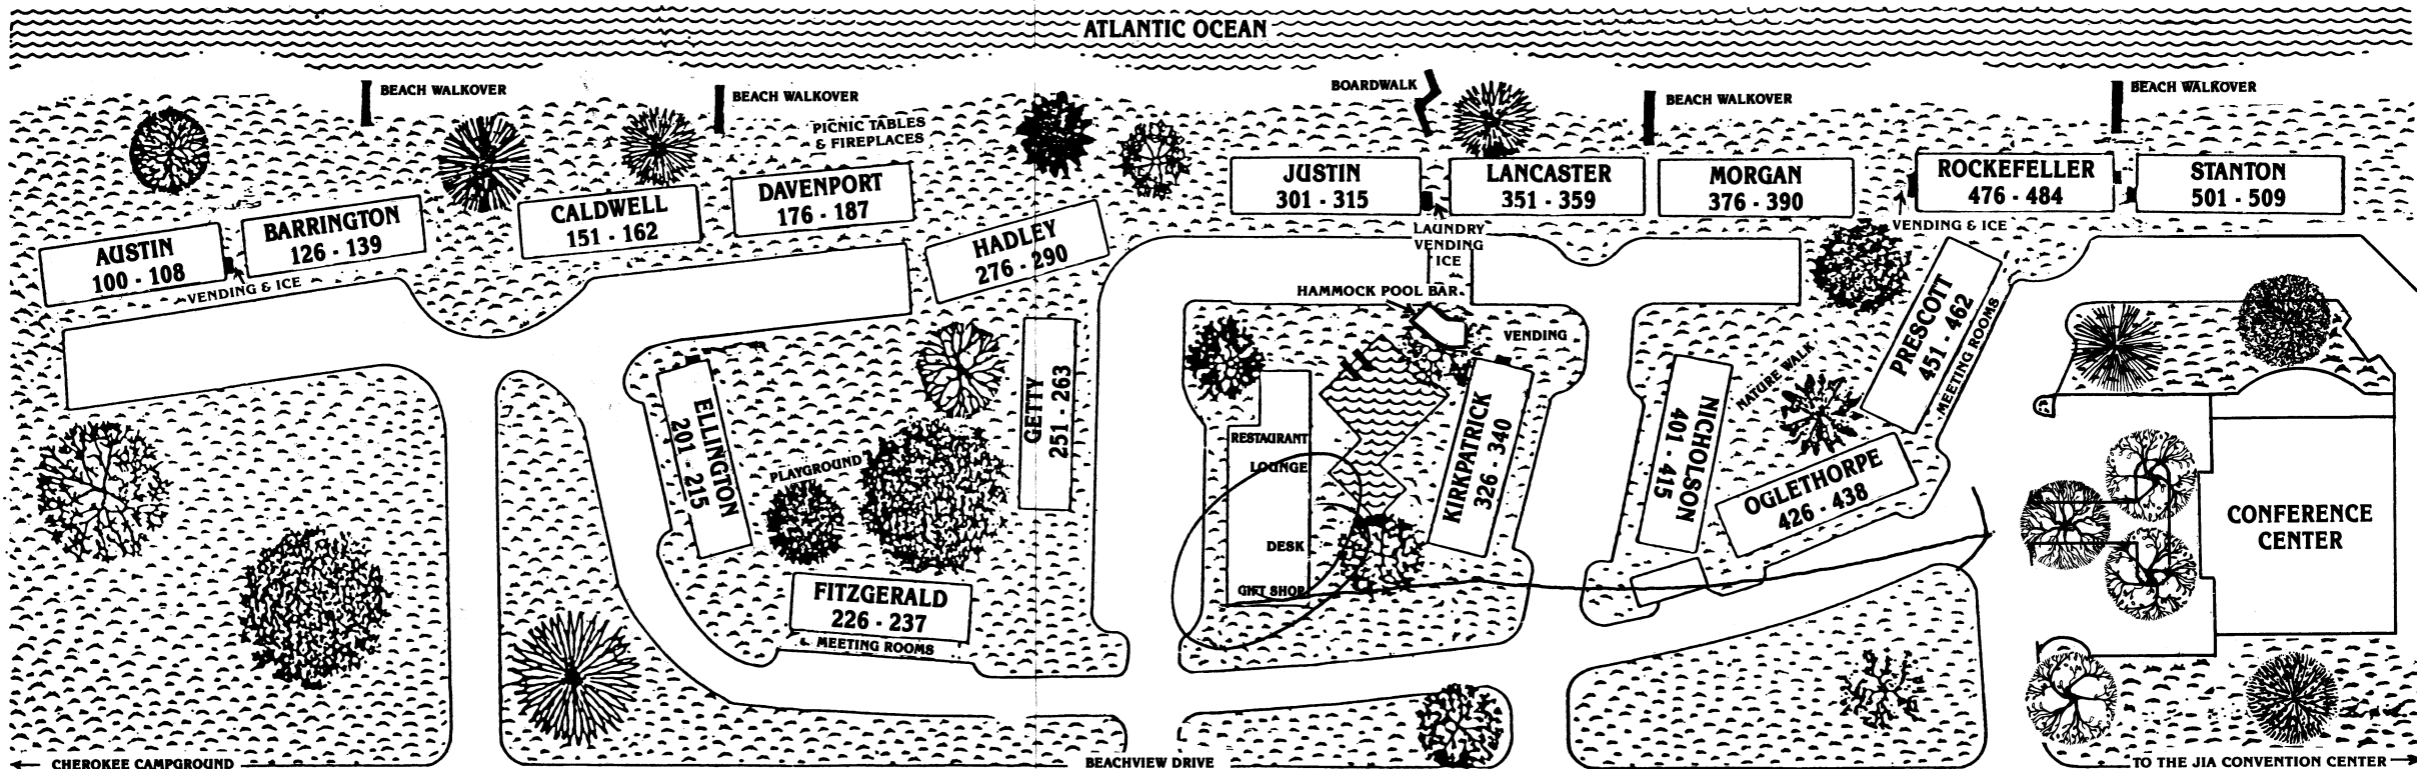 ATLANTIC OCEAN
BEACH WALKOVER
BEACH WALKOVER
BOARDWALK
BEACH WALKOVER
BEACH WALKOVER
PICNIC TABLES
& FIREPLACES
AUSTIN
100 - 108
BARRINGTON
126 - 139
VENDING & ICE
CALDWELL
151 - 162
DAVENPORT
176 - 187
HADLEY
276 - 290
JUSTIN
301 - 315
LANCASTER
351 - 359
MORGAN
376 - 390
ROCKEFELLER
476 - 484
STANTON
501 - 509
LAUNDRY
VENDING
ICE
VENDING & ICE
HAMMOCK POOL BAR
VENDING
ELLINGTON
201 - 215
PLAYGROUND
GETTY
251 - 263
FITZGERALD
226 - 237
& MEETING ROOMS
RESTAURANT
LOUNGE
DESK
GIFT SHOP
KIRKPATRICK
326 - 340
NICHOLSON
401 - 415
NATURE WALK
PRESCOTT
451 - 462
MEETING ROOMS
OGLETHORPE
426 - 438
CONFERENCE
CENTER
CHEROKEE CAMPGROUND
BEACHVIEW DRIVE
TO THE JIA CONVENTION CENTER